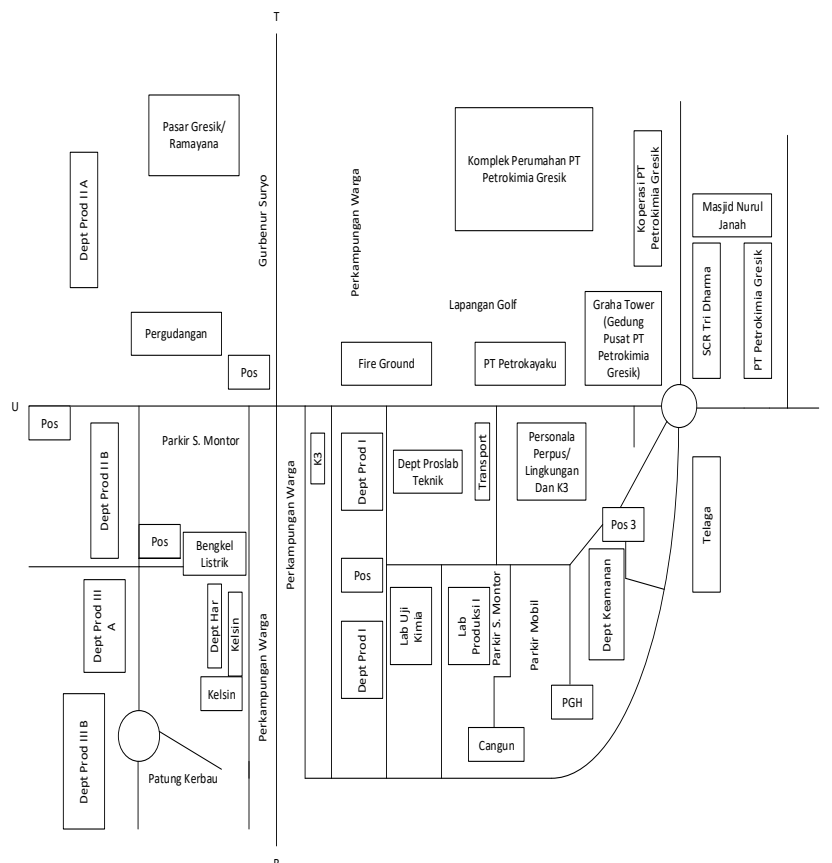 T
Pasar Gresik/
Ramayana
Dept Prod II A
Gurbenur Suryo
Perkampungan Warga
Komplek Perumahan PT
Petrokimia Gresik
Koperasi PT
Petrokimia Gresik
Masjid Nurul
Janah
SCR Tri Dharma
PT Petrokimia Gresik
Lapangan Golf
Graha Tower
(Gedung
Pusat PT
Petrokimia
Gresik)
Pergudangan
Pos
Fire Ground
PT Petrokayaku
U
Pos
Dept Prod II B
Parkir S. Montor
Perkampungan Warga
K3
Dept Prod I
Dept Proslab
Teknik
Transport
Personala
Perpus/
Lingkungan
Dan K3
Telaga
Pos 3
Pos
Bengkel
Listrik
Pos
Dept Prod III
A
Dept Har
Kelsin
Kelsin
Perkampungan Warga
Dept Prod I
Lab Uji
Kimia
Lab
Produksi I
Parkir S. Montor
Parkir Mobil
Dept Keamanan
PGH
Cangun
Dept Prod III B
Patung Kerbau